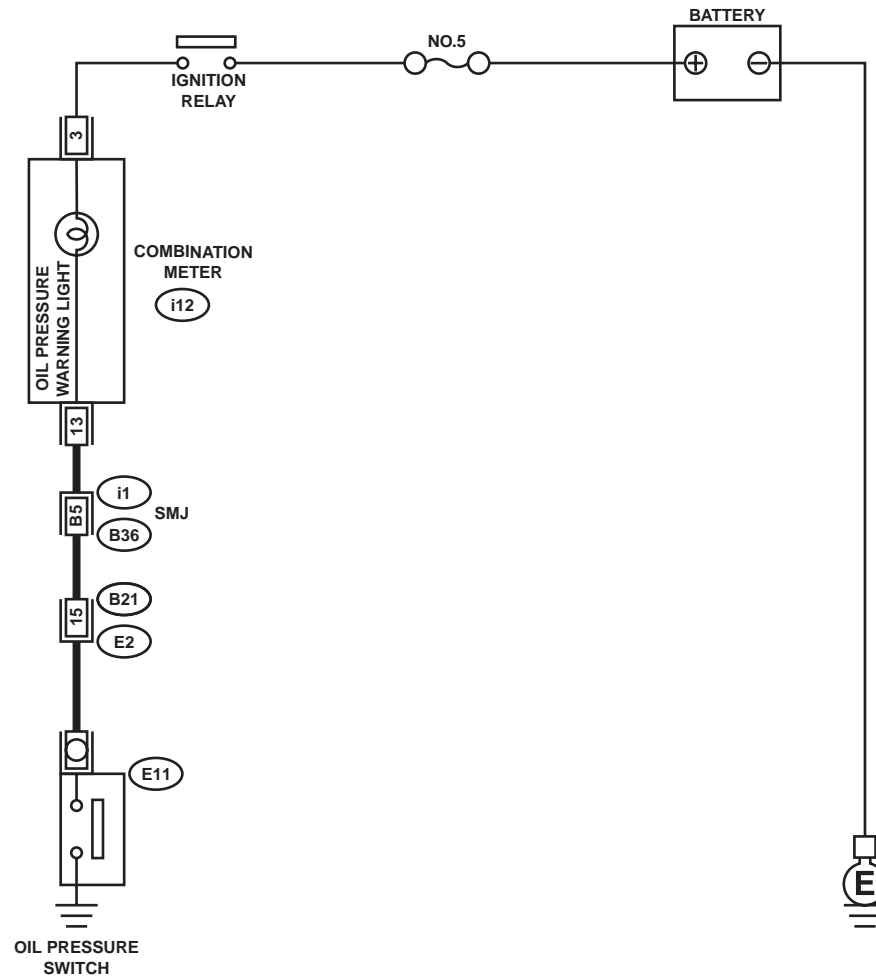 BATTERY
NO.5
+
−
IGNITION
RELAY
3
OIL PRESSURE
WARNING LIGHT
COMBINATION
METER
i12
13
B5
i1
SMJ
B36
15
B21
E2
E11
E
OIL PRESSURE
SWITCH